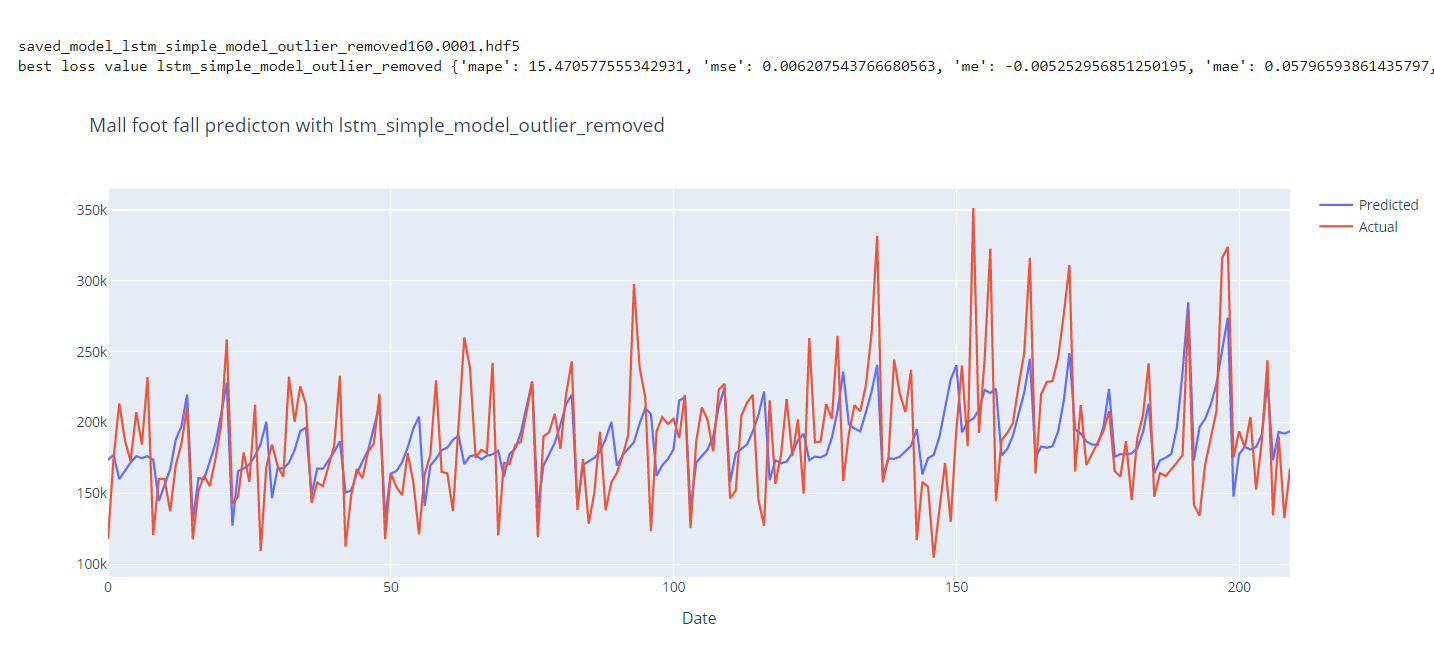 saved_model_lstm_simple_model_outlier_removed160.0001.hdf5
best loss value lstm_simple_model_outlier_removed {'mape': 15.470577555342931, 'mse': 0.006207543766680563, 'me': -0.005252956851250195, 'mae': 0.05796593861435797,
Mall foot fall predicton with lstm_simple_model_outlier_removed
350k
300k
250k
200k
150k
100k
0 50 100 150 200
Date
Predicted
Actual